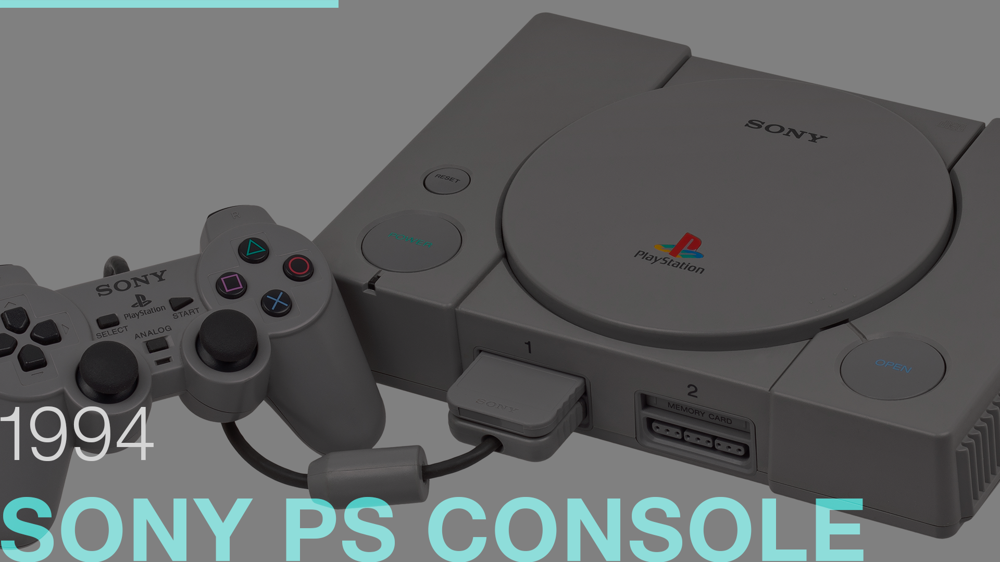 SONY
RESET
POWER
PlayStation
R
SONY
PlayStation
START
SELECT
ANALOG
1
SONY
2
MEMORY CARD
OPEN
1994
SONY PS CONSOLE